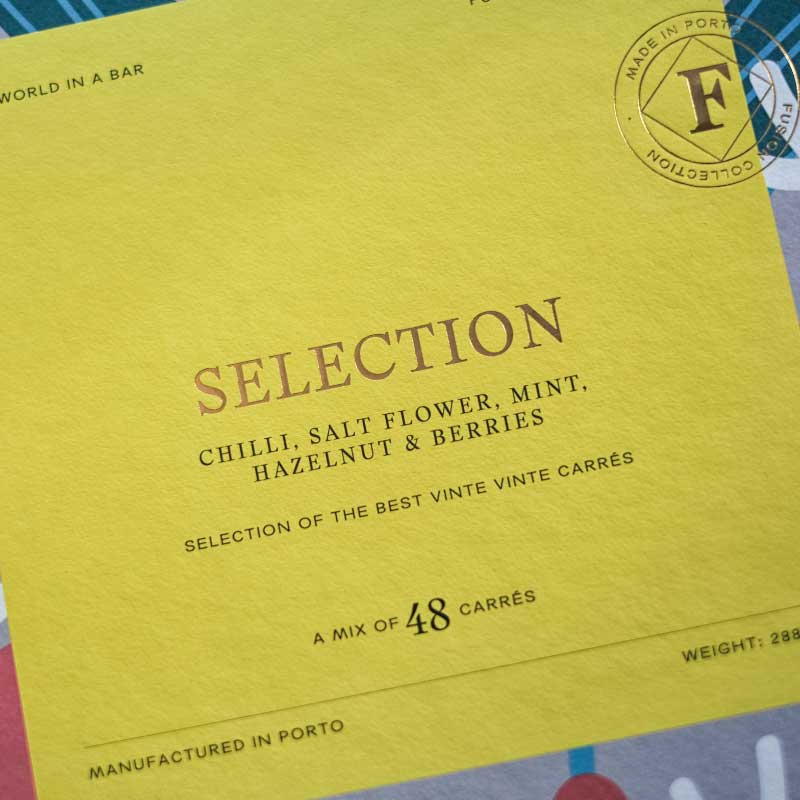 WORLD IN A BAR
MADE IN PORTO
FUSION COLLECTION
F
SELECTION
CHILLI, SALT FLOWER, MINT,
HAZELNUT & BERRIES
SELECTION OF THE BEST VINTE VINTE CARRÉS
A MIX OF 48 CARRÉS
WEIGHT: 288
MANUFACTURED IN PORTO